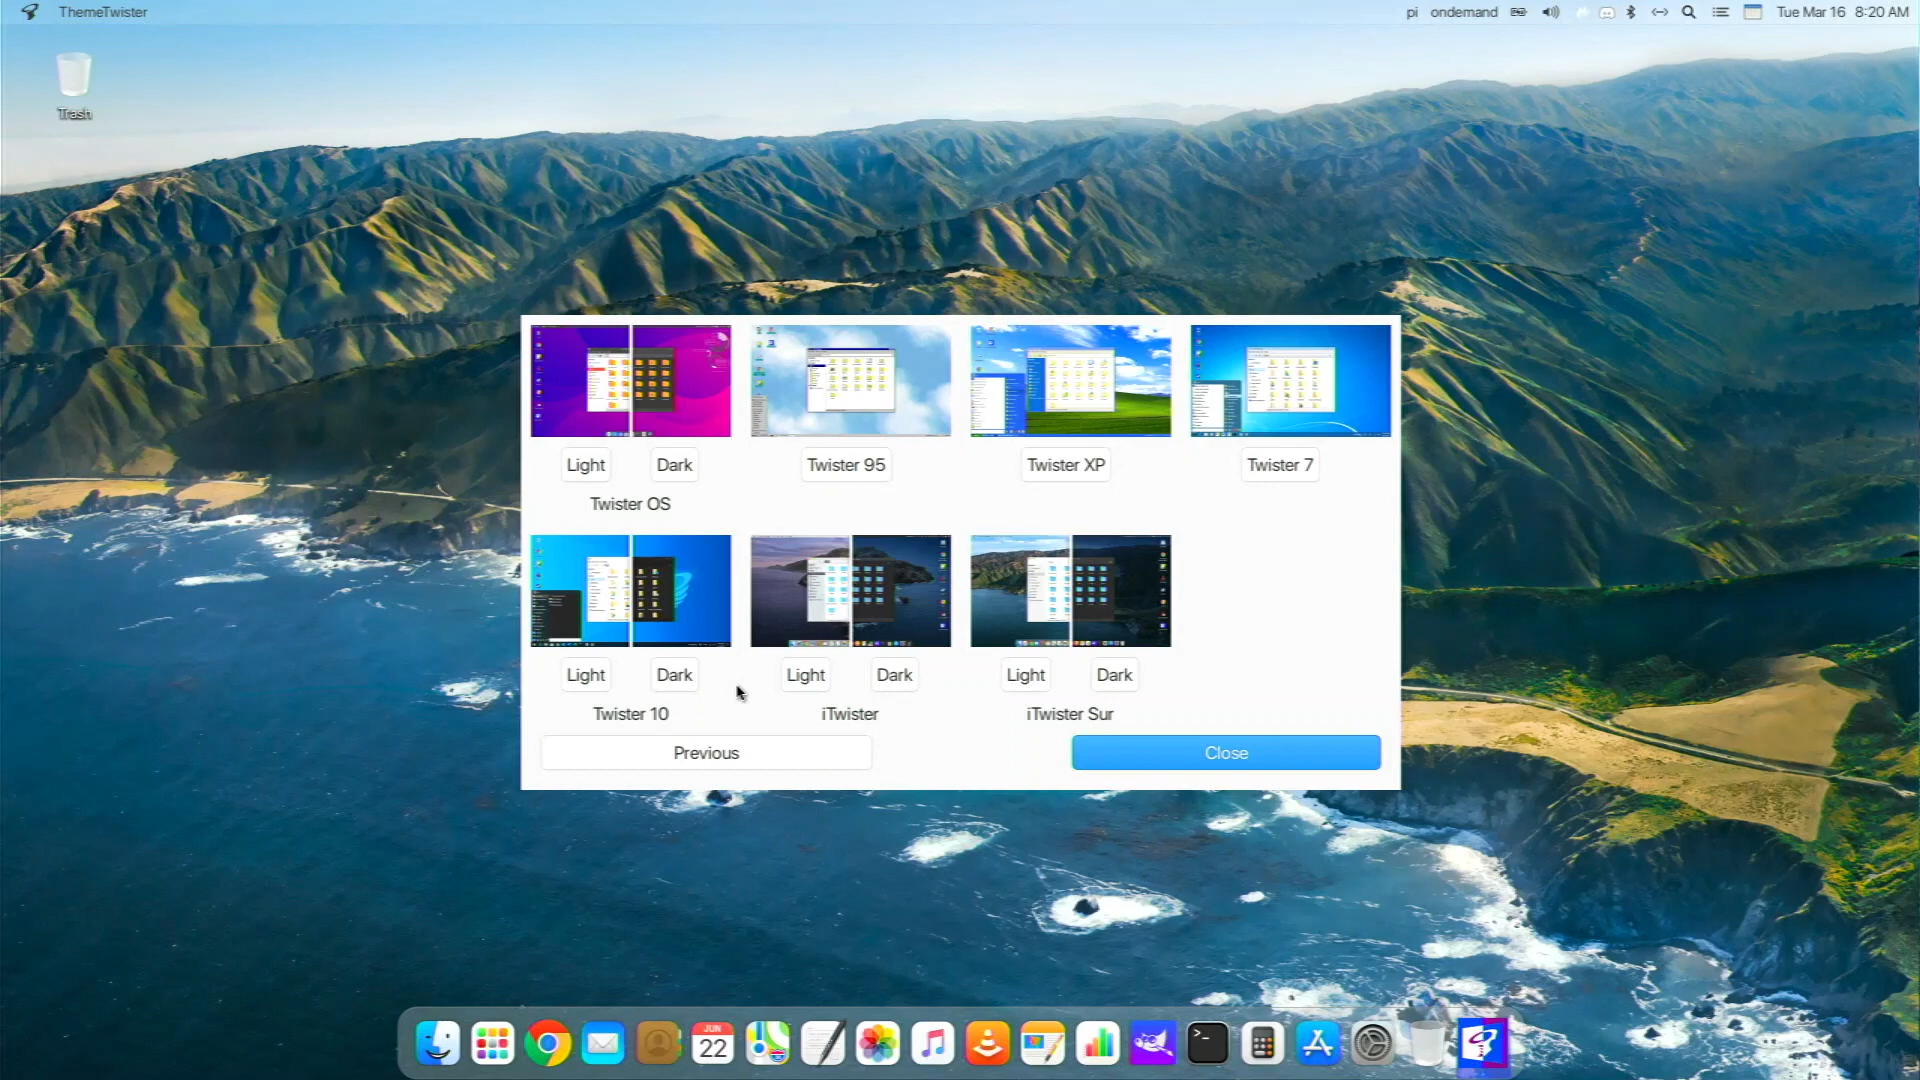 ThemeTwister
pi ondemand Tue Mar 16 8:20 AM
Trash
Light Dark Twister 95 Twister XP Twister 7
Twister OS
Light Dark Light Dark Light Dark
Twister 10 iTwister iTwister Sur
Previous Close
JUN
22